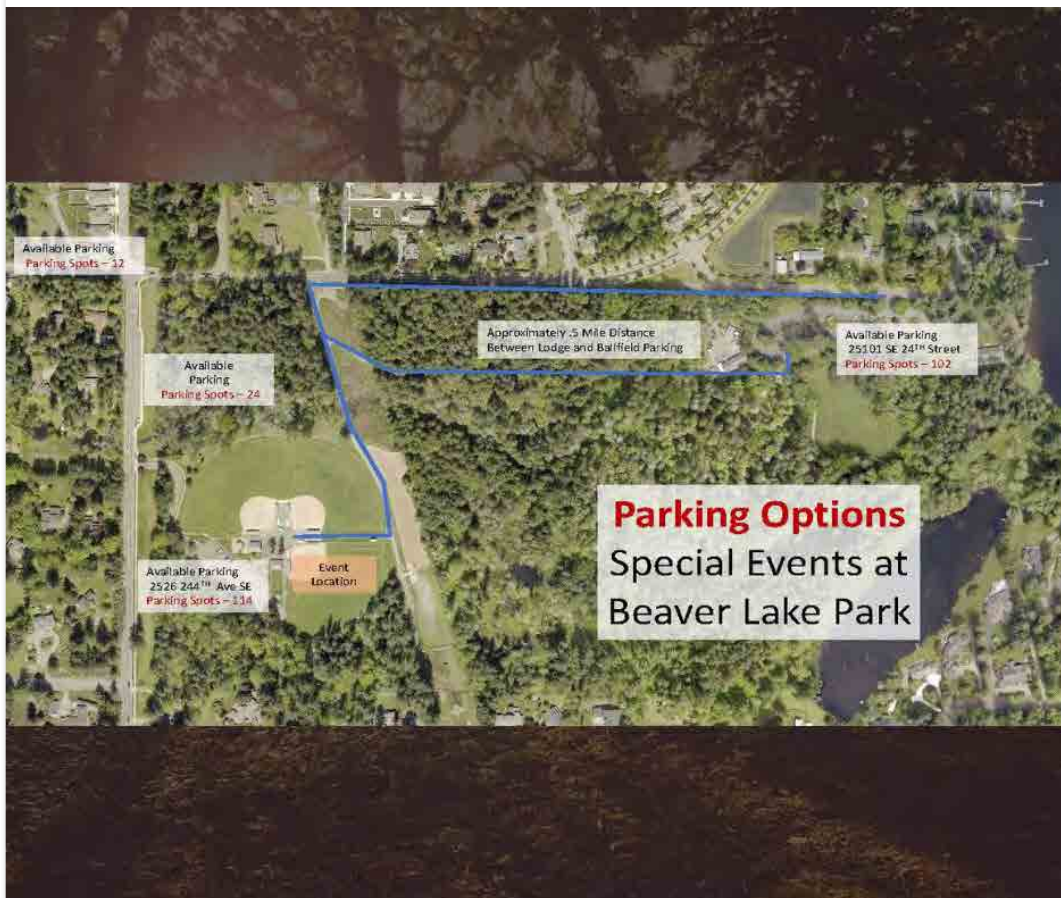 Available Parking
Parking Spots – 12
Approximately .5 Mile Distance
Between Lodge and Ballfield Parking
Available Parking
25101 SE 24TH Street
Parking Spots – 102
Available
Parking
Parking Spots – 24
Parking Options
Special Events at
Beaver Lake Park
Event
Location
Available Parking
2526 244TH Ave SE
Parking Spots – 114